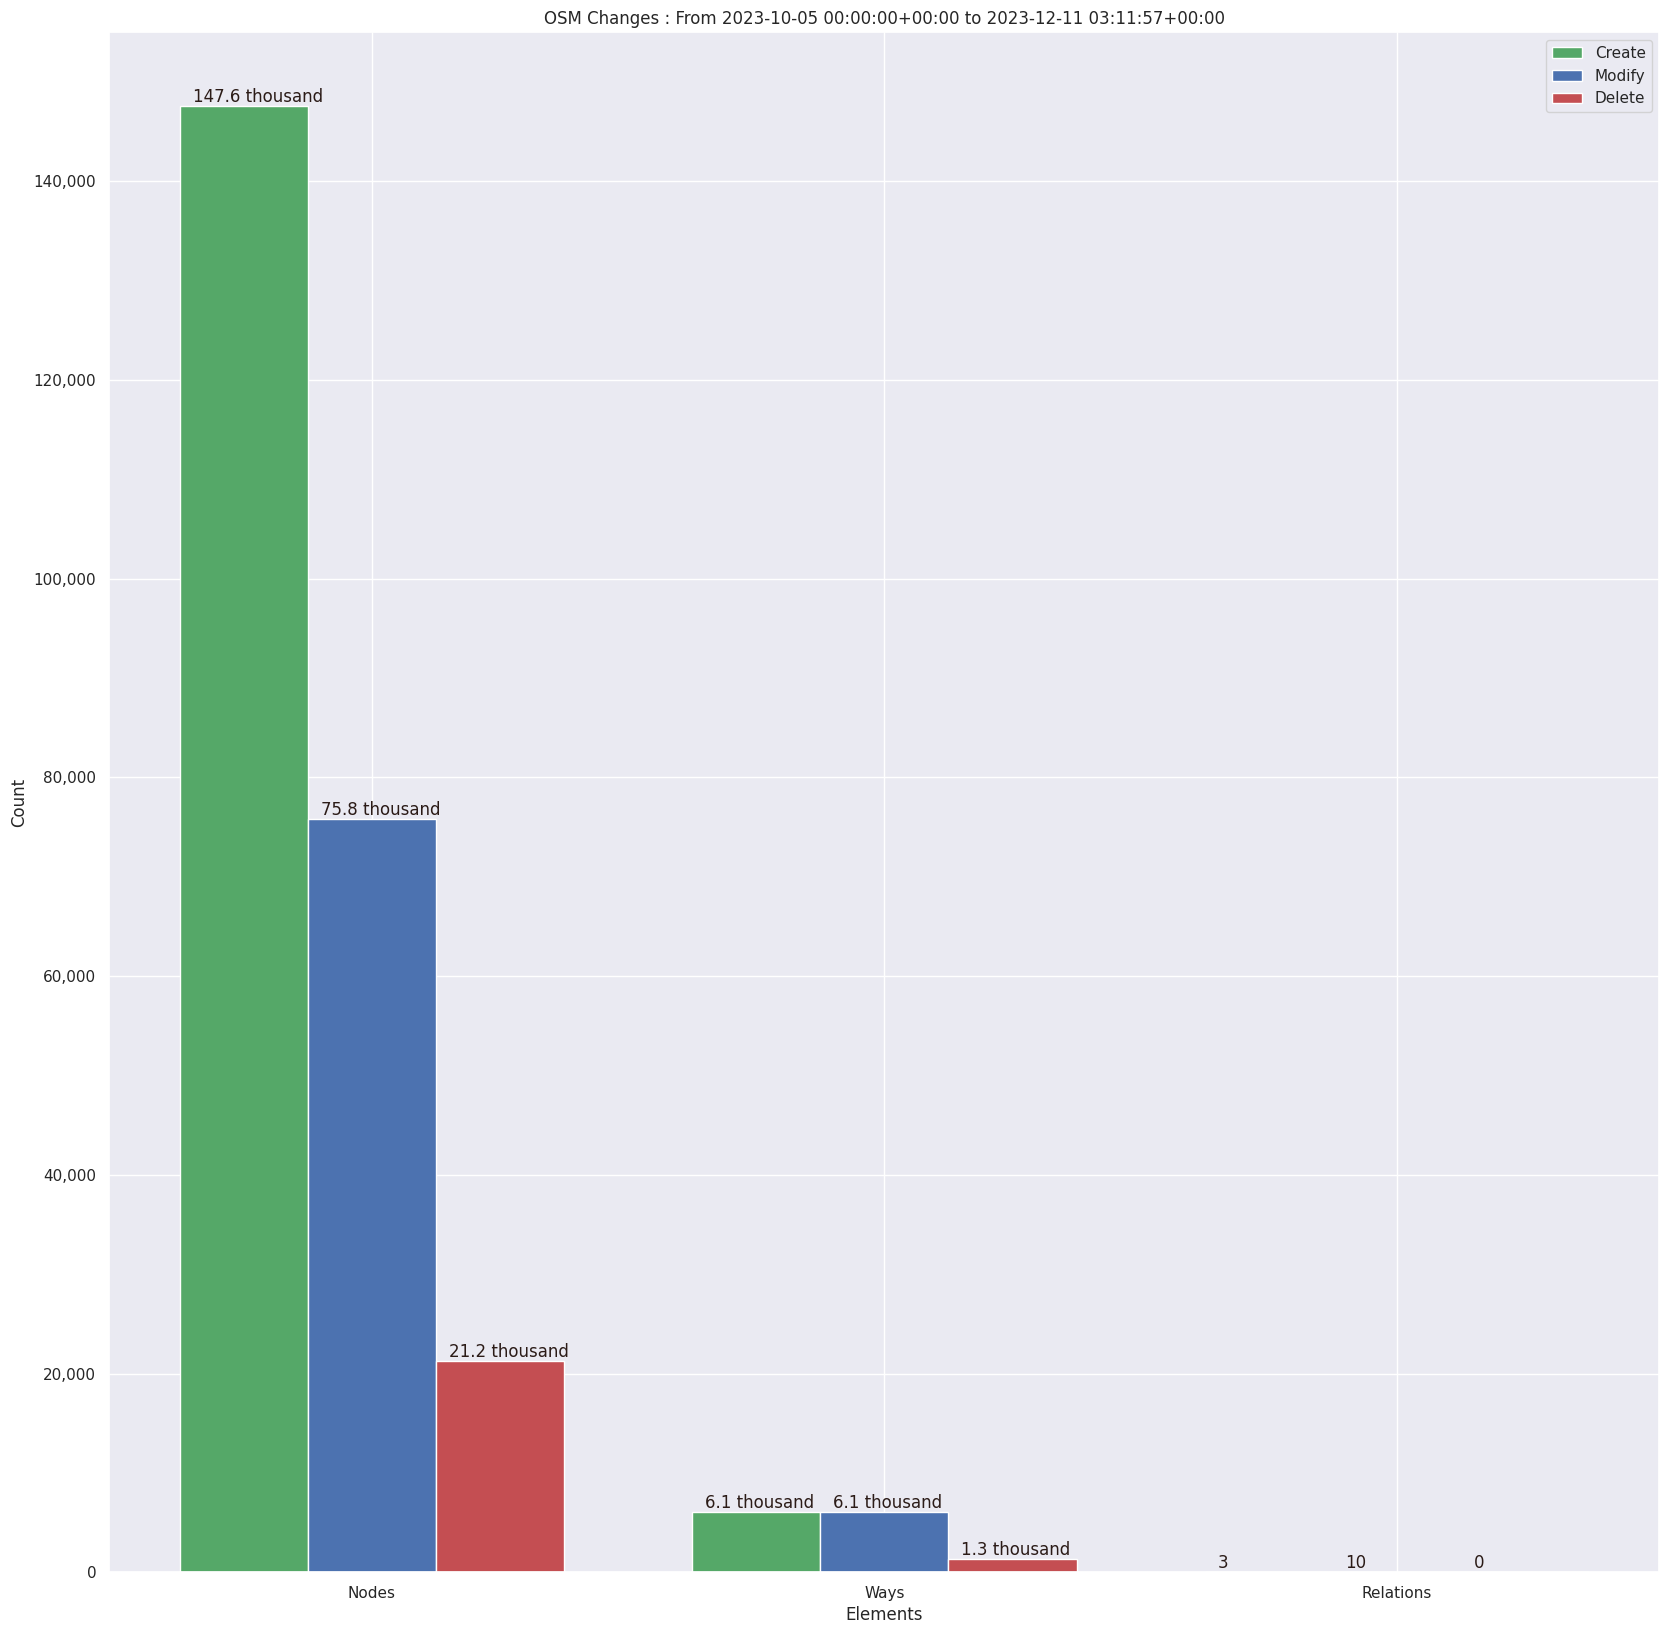 OSM Changes : From 2023-10-05 00:00:00+00:00 to 2023-12-11 03:11:57+00:00
Create
Modify
Delete
147.6 thousand
75.8 thousand
21.2 thousand
6.1 thousand
6.1 thousand
1.3 thousand
3
10
0
140,000
120,000
100,000
80,000
60,000
40,000
20,000
0
Count
Nodes
Ways
Relations
Elements